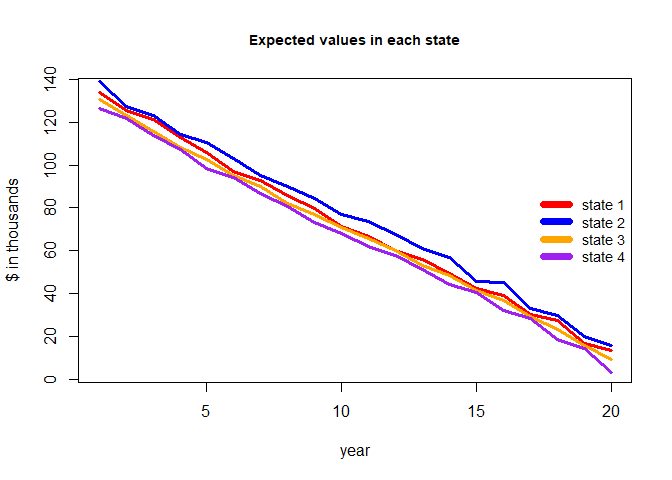 Expected values in each state
$ in thousands
140
120
100
80
60
40
20
0
state 1
state 2
state 3
state 4
5
10
15
20
year